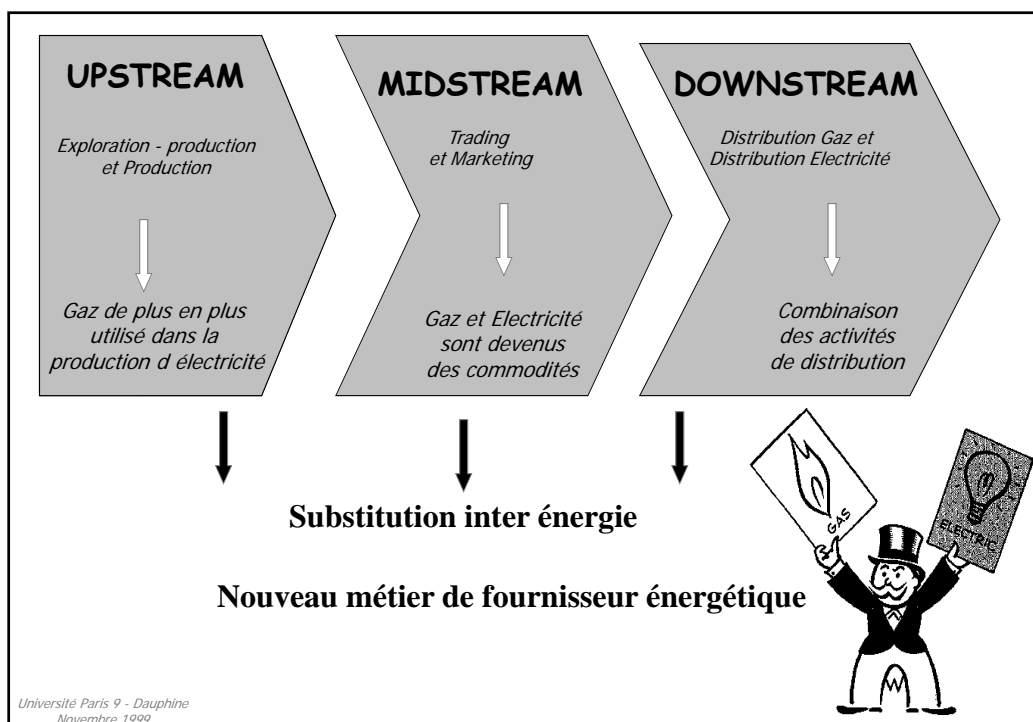 UPSTREAM
Exploration - production
et Production
Gaz de plus en plus
utilisé dans la
production d électricité
MIDSTREAM
Trading
et Marketing
Gaz et Electricité
sont devenus
des commodités
DOWNSTREAM
Distribution Gaz et
Distribution Electricité
Combinaison
des activités
de distribution
Substitution inter énergie
Nouveau métier de fournisseur énergétique
GAS
ELECTRIC
Université Paris 9 - Dauphine
Novembre 1999